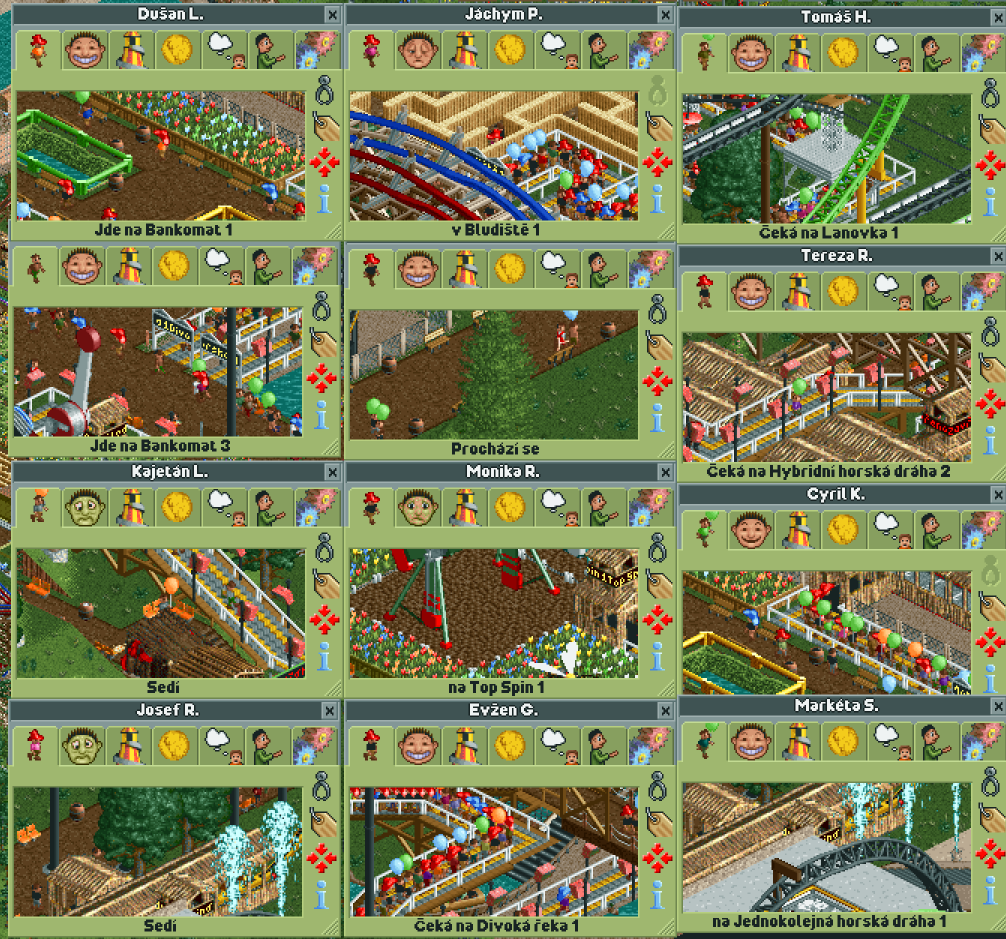 Dušan L.
Jde na Bankomat 1
Jáchym P.
v Bludiště 1
Tomáš H.
Čeká na Lanovka 1
Jde na Bankomat 3
Prochází se
Tereza R.
Čeká na Hybridní horská dráha 2
Kajetán L.
Sedí
Monika R.
na Top Spin 1
Cyril K.
Josef R.
Sedí
Evžen G.
Čeká na Divoká řeka 1
Markéta S.
na Jednokolejná horská dráha 1